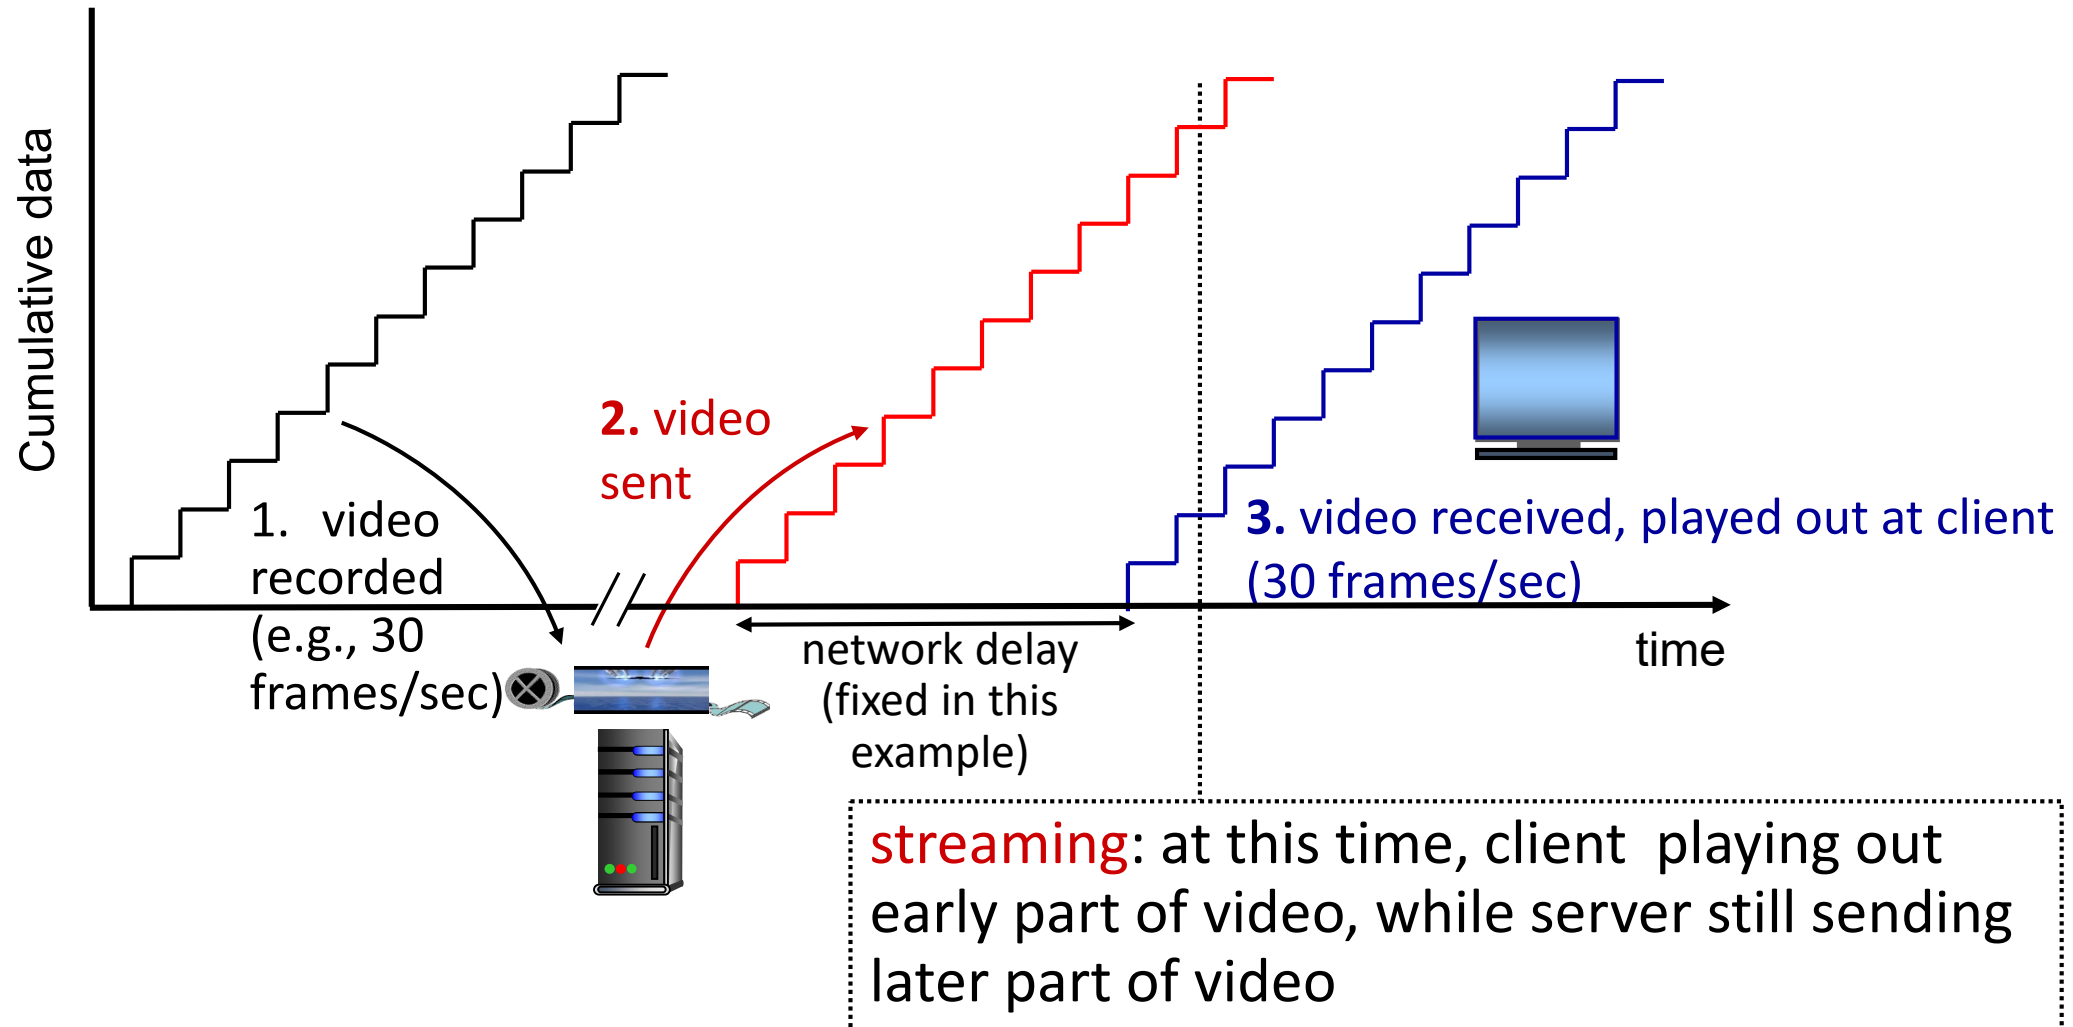 Cumulative data
1. video
recorded
(e.g., 30
frames/sec)
2. video
sent
3. video received, played out at client
(30 frames/sec)
network delay
(fixed in this
example)
time
streaming: at this time, client  playing out
early part of video, while server still sending
later part of video